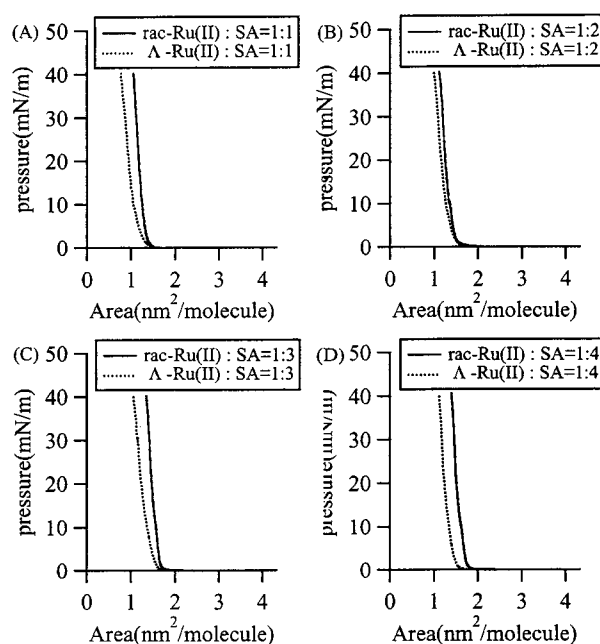 (A)
rac-Ru(II) : SA=1:1
Λ -Ru(II) : SA=1:1
pressure(mN/m)
50
40
30
20
10
0
0 1 2 3 4
Area(nm²/molecule)
(B)
rac-Ru(II) : SA=1:2
Λ -Ru(II) : SA=1:2
pressure(mN/m)
50
40
30
20
10
0
0 1 2 3 4
Area(nm²/molecule)
(C)
rac-Ru(II) : SA=1:3
Λ -Ru(II) : SA=1:3
pressure(mN/m)
50
40
30
20
10
0
0 1 2 3 4
Area(nm²/molecule)
(D)
rac-Ru(II) : SA=1:4
Λ -Ru(II) : SA=1:4
pressure(mN/m)
50
40
30
20
10
0
0 1 2 3 4
Area(nm²/molecule)